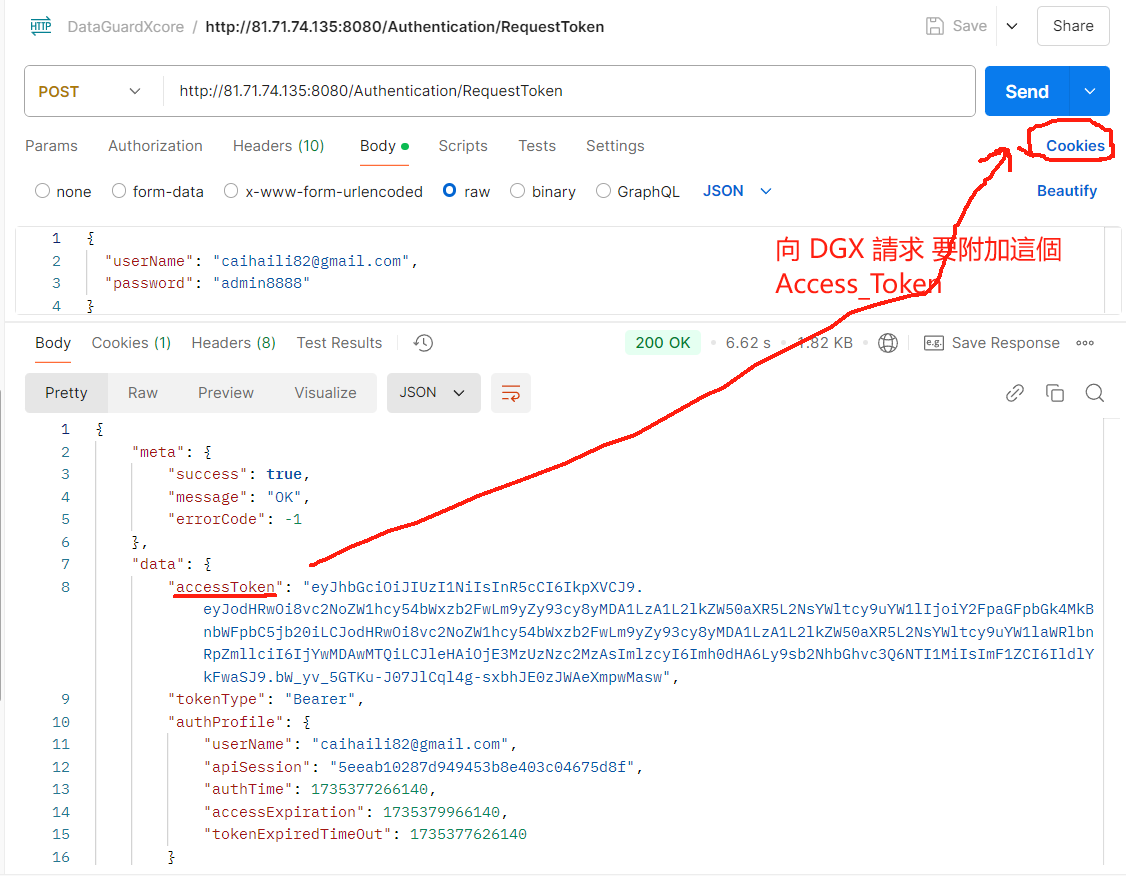 HTTP DataGuardXcore / http://81.71.74.135:8080/Authentication/RequestToken Save Share
POST http://81.71.74.135:8080/Authentication/RequestToken Send
Params Authorization Headers (10) Body Scripts Tests Settings Cookies
none form-data x-www-form-urlencoded raw binary GraphQL JSON Beautify
1 {
2 "userName": "caihaili82@gmail.com",
3 "password": "admin8888"
4 }
向 DGX 請求 要附加這個
Access_Token
Body Cookies (1) Headers (8) Test Results 200 OK 6.62 s 1.82 KB e.g. Save Response
Pretty Raw Preview Visualize JSON
1 {
2 "meta": {
3 "success": true,
4 "message": "OK",
5 "errorCode": -1
6 },
7 "data": {
8 "accessToken": "eyJhbGciOiJIUzI1NiIsInR5cCI6IkpXVCJ9.
eyJodHRwOi8vc2NoZW1hcy54bWxzb2FwLm9yZy93cy8yMDA1LzA1L2lkZW50aXR5L2NsYWltcy9uYW1lIjoiY2FpaGFpbGk4MkB
nbWFpbC5jb20iLCJodHRwOi8vc2NoZW1hcy54bWxzb2FwLm9yZy93cy8yMDA1LzA1L2lkZW50aXR5L2NsYWltcy9uYW1laWRlbn
RpZmllciI6IjYwMDAwMTQiLCJleHAiOjE3MzUzNzc2MzAsImlzcyI6Imh0dHA6Ly9sb2NhbGhvc3Q6NTI1MiIsImF1ZCI6IldlY
kFwaSJ9.bW_yv_5GTKu-J07JlCql4g-sxbhJE0zJWAeXmpwMasw",
9 "tokenType": "Bearer",
10 "authProfile": {
11 "userName": "caihaili82@gmail.com",
12 "apiSession": "5eeab10287d949453b8e403c04675d8f",
13 "authTime": 1735377266140,
14 "accessExpiration": 1735379966140,
15 "tokenExpiredTimeOut": 1735377626140
16 }